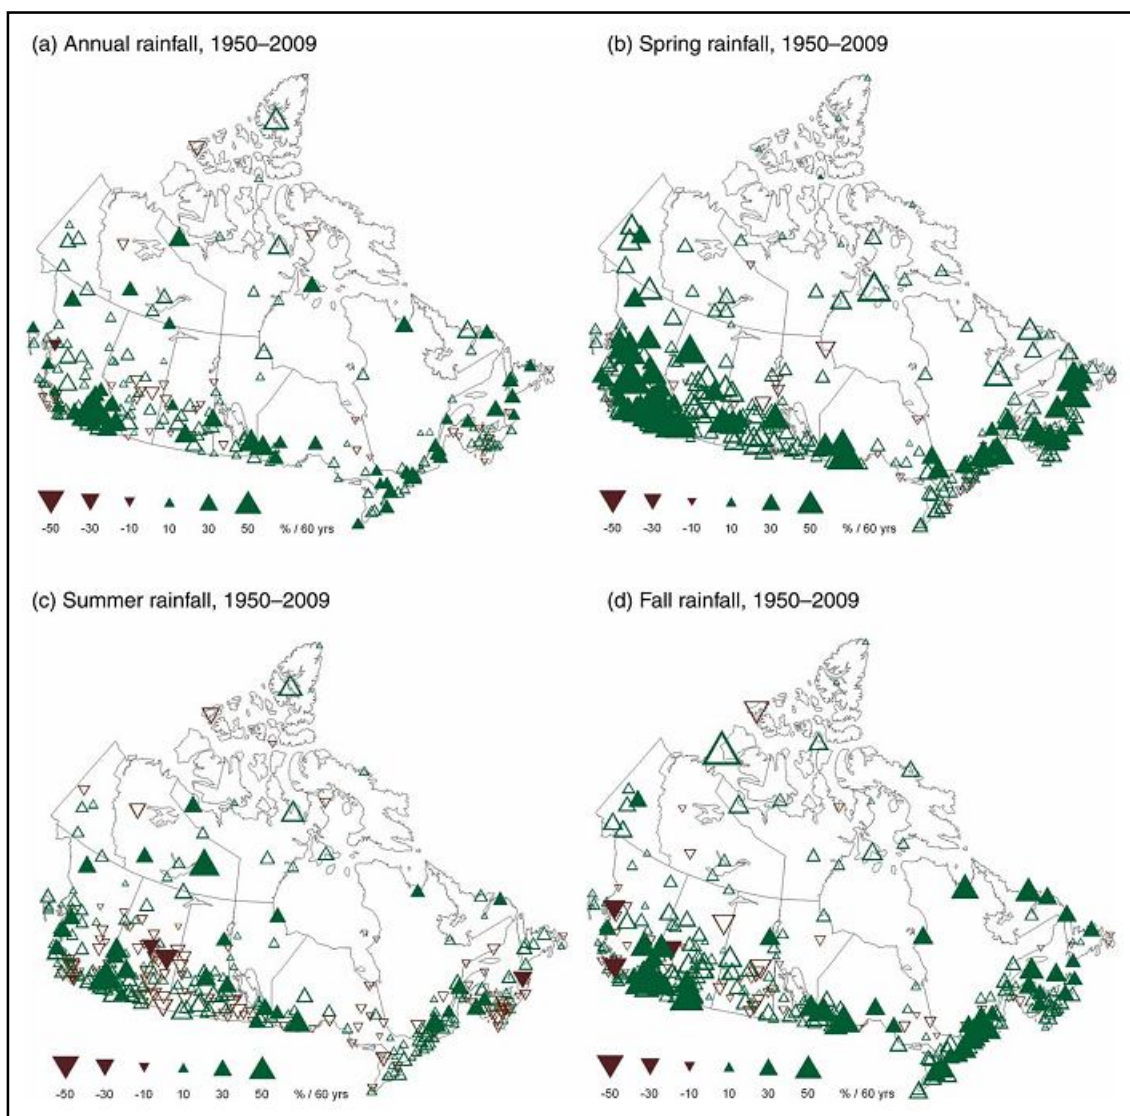 (a) Annual rainfall, 1950–2009
(b) Spring rainfall, 1950–2009
-50 -30 -10 10 30 50 % / 60 yrs
-50 -30 -10 10 30 50 % / 60 yrs
(c) Summer rainfall, 1950–2009
(d) Fall rainfall, 1950–2009
-50 -30 -10 10 30 50 % / 60 yrs
-50 -30 -10 10 30 50 % / 60 yrs